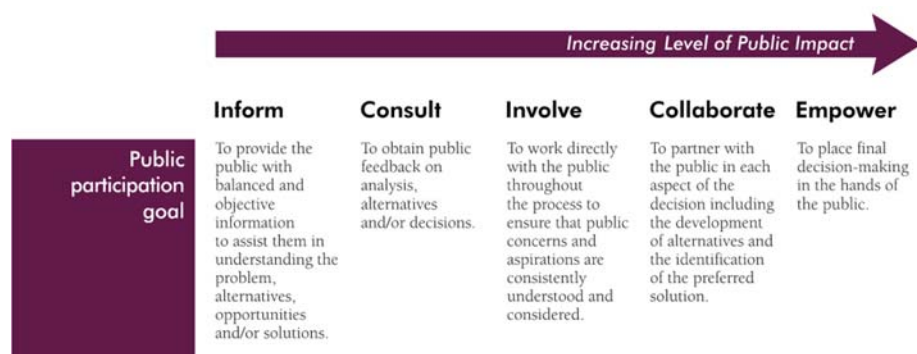 Increasing Level of Public Impact
Inform
Consult
Involve
Collaborate
Empower
Public
participation
goal
To provide the
public with
balanced and
objective
information
to assist them in
understanding the
problem,
alternatives,
opportunities
and/or solutions.
To obtain public
feedback on
analysis,
alternatives
and/or decisions.
To work directly
with the public
throughout
the process to
ensure that public
concerns and
aspirations are
consistently
understood and
considered.
To partner with
the public in each
aspect of the
decision including
the development
of alternatives and
the identification
of the preferred
solution.
To place final
decision-making
in the hands of
the public.